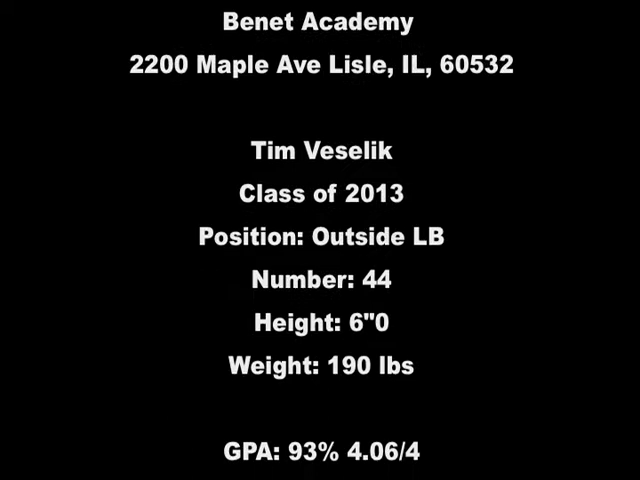 Benet Academy
2200 Maple Ave Lisle, IL, 60532
Tim Veselik
Class of 2013
Position: Outside LB
Number: 44
Height: 6"0
Weight: 190 lbs
GPA: 93% 4.06/4